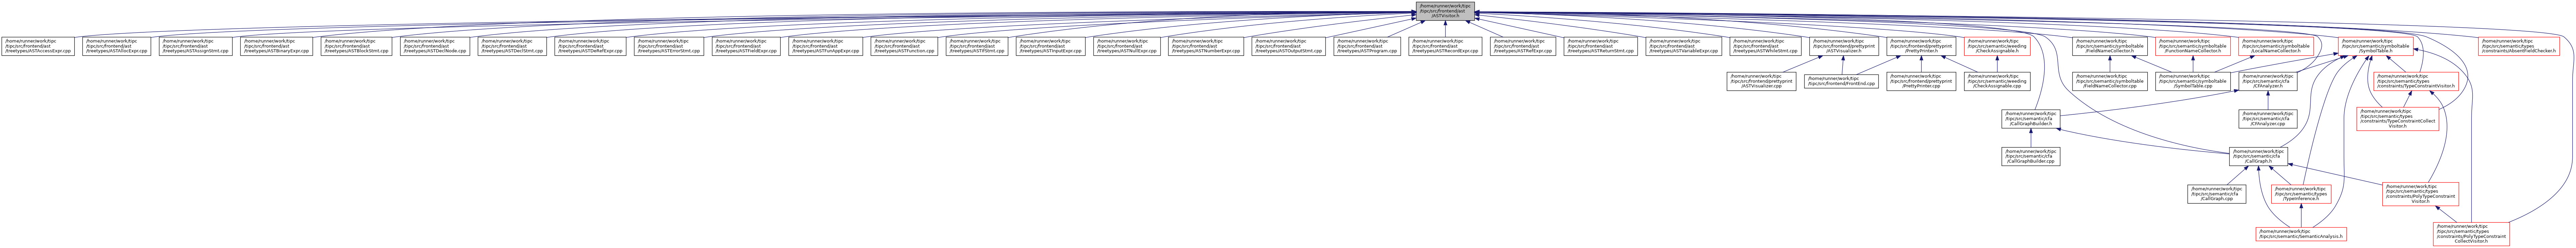 /home/runner/work/tipc
/tipc/src/frontend/ast
/ASTVisitor.h
/home/runner/work/tipc
/tipc/src/frontend/ast
/treetypes/ASTAccessExpr.cpp
/home/runner/work/tipc
/tipc/src/frontend/ast
/treetypes/ASTAllocExpr.cpp
/home/runner/work/tipc
/tipc/src/frontend/ast
/treetypes/ASTAssignStmt.cpp
/home/runner/work/tipc
/tipc/src/frontend/ast
/treetypes/ASTBinaryExpr.cpp
/home/runner/work/tipc
/tipc/src/frontend/ast
/treetypes/ASTBlockStmt.cpp
/home/runner/work/tipc
/tipc/src/frontend/ast
/treetypes/ASTDeclNode.cpp
/home/runner/work/tipc
/tipc/src/frontend/ast
/treetypes/ASTDeclStmt.cpp
/home/runner/work/tipc
/tipc/src/frontend/ast
/treetypes/ASTDeRefExpr.cpp
/home/runner/work/tipc
/tipc/src/frontend/ast
/treetypes/ASTErrorStmt.cpp
/home/runner/work/tipc
/tipc/src/frontend/ast
/treetypes/ASTFieldExpr.cpp
/home/runner/work/tipc
/tipc/src/frontend/ast
/treetypes/ASTFunAppExpr.cpp
/home/runner/work/tipc
/tipc/src/frontend/ast
/treetypes/ASTFunction.cpp
/home/runner/work/tipc
/tipc/src/frontend/ast
/treetypes/ASTIfStmt.cpp
/home/runner/work/tipc
/tipc/src/frontend/ast
/treetypes/ASTInputExpr.cpp
/home/runner/work/tipc
/tipc/src/frontend/ast
/treetypes/ASTNullExpr.cpp
/home/runner/work/tipc
/tipc/src/frontend/ast
/treetypes/ASTNumberExpr.cpp
/home/runner/work/tipc
/tipc/src/frontend/ast
/treetypes/ASTOutputStmt.cpp
/home/runner/work/tipc
/tipc/src/frontend/ast
/treetypes/ASTProgram.cpp
/home/runner/work/tipc
/tipc/src/frontend/ast
/treetypes/ASTRecordExpr.cpp
/home/runner/work/tipc
/tipc/src/frontend/ast
/treetypes/ASTRefExpr.cpp
/home/runner/work/tipc
/tipc/src/frontend/ast
/treetypes/ASTReturnStmt.cpp
/home/runner/work/tipc
/tipc/src/frontend/ast
/treetypes/ASTVariableExpr.cpp
/home/runner/work/tipc
/tipc/src/frontend/ast
/treetypes/ASTWhileStmt.cpp
/home/runner/work/tipc
/tipc/src/frontend/prettyprint
/ASTVisualizer.h
/home/runner/work/tipc
/tipc/src/frontend/prettyprint
/PrettyPrinter.h
/home/runner/work/tipc
/tipc/src/semantic/weeding
/CheckAssignable.h
/home/runner/work/tipc
/tipc/src/semantic/symboltable
/FieldNameCollector.h
/home/runner/work/tipc
/tipc/src/semantic/symboltable
/FunctionNameCollector.h
/home/runner/work/tipc
/tipc/src/semantic/symboltable
/LocalNameCollector.h
/home/runner/work/tipc
/tipc/src/semantic/symboltable
/SymbolTable.h
/home/runner/work/tipc
/tipc/src/semantic/types
/constraints/AbsentFieldChecker.h
/home/runner/work/tipc
/tipc/src/frontend/prettyprint
/ASTVisualizer.cpp
/home/runner/work/tipc
/tipc/src/frontend/FrontEnd.cpp
/home/runner/work/tipc
/tipc/src/frontend/prettyprint
/PrettyPrinter.cpp
/home/runner/work/tipc
/tipc/src/semantic/weeding
/CheckAssignable.cpp
/home/runner/work/tipc
/tipc/src/semantic/symboltable
/FieldNameCollector.cpp
/home/runner/work/tipc
/tipc/src/semantic/symboltable
/SymbolTable.cpp
/home/runner/work/tipc
/tipc/src/semantic/cfa
/CFAnalyzer.h
/home/runner/work/tipc
/tipc/src/semantic/types
/constraints/TypeConstraintVisitor.h
/home/runner/work/tipc
/tipc/src/semantic/cfa
/CallGraphBuilder.h
/home/runner/work/tipc
/tipc/src/semantic/cfa
/CFAnalyzer.cpp
/home/runner/work/tipc
/tipc/src/semantic/types
/constraints/TypeConstraintCollect
Visitor.h
/home/runner/work/tipc
/tipc/src/semantic/cfa
/CallGraphBuilder.cpp
/home/runner/work/tipc
/tipc/src/semantic/cfa
/CallGraph.h
/home/runner/work/tipc
/tipc/src/semantic/cfa
/CallGraph.cpp
/home/runner/work/tipc
/tipc/src/semantic/types
/TypeInference.h
/home/runner/work/tipc
/tipc/src/semantic/types
/constraints/PolyTypeConstraint
Visitor.h
/home/runner/work/tipc
/tipc/src/semantic/SemanticAnalysis.h
/home/runner/work/tipc
/tipc/src/semantic/types
/constraints/PolyTypeConstraint
CollectVisitor.h